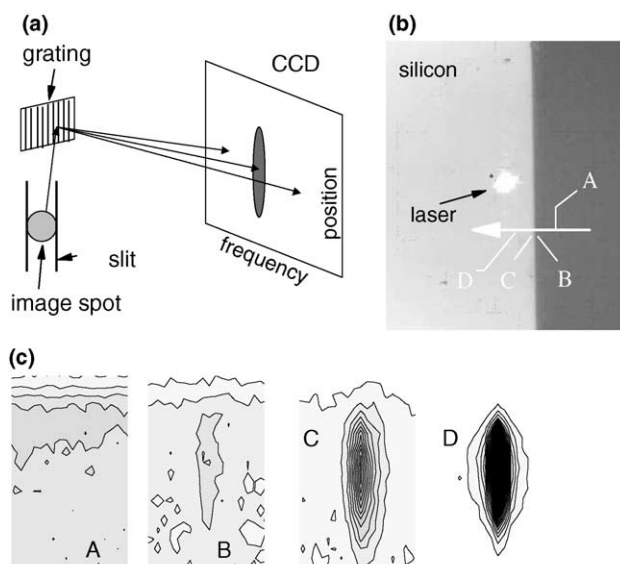 (a)
grating
CCD
position
frequency
slit
image spot
(b)
silicon
laser
A
D
C
B
(c)
A
B
C
D